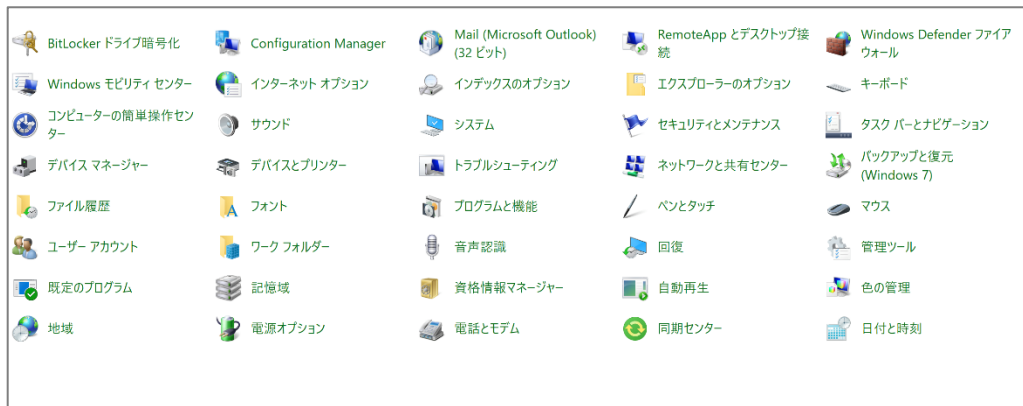 BitLocker ドライブ暗号化
Configuration Manager
Mail (Microsoft Outlook)
(32 ビット)
RemoteApp とデスクトップ接
続
Windows Defender ファイア
ウォール
Windows モビリティ センター
インターネット オプション
インデックスのオプション
エクスプローラーのオプション
キーボード
コンピューターの簡単操作セン
ター
サウンド
システム
セキュリティとメンテナンス
タスク バーとナビゲーション
デバイス マネージャー
デバイスとプリンター
トラブルシューティング
ネットワークと共有センター
バックアップと復元
(Windows 7)
ファイル履歴
フォント
プログラムと機能
ペンとタッチ
マウス
ユーザー アカウント
ワーク フォルダー
音声認識
回復
管理ツール
既定のプログラム
記憶域
資格情報マネージャー
自動再生
色の管理
地域
電源オプション
電話とモデム
同期センター
日付と時刻